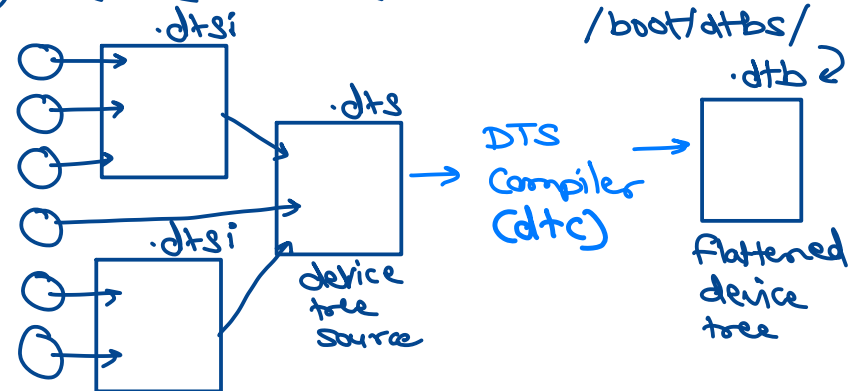 .dtsi
/boot/dtbs/
.dtb
.dts
DTS
Compiler
(dtc)
.dtsi
device
tree
source
flattened
device
tree